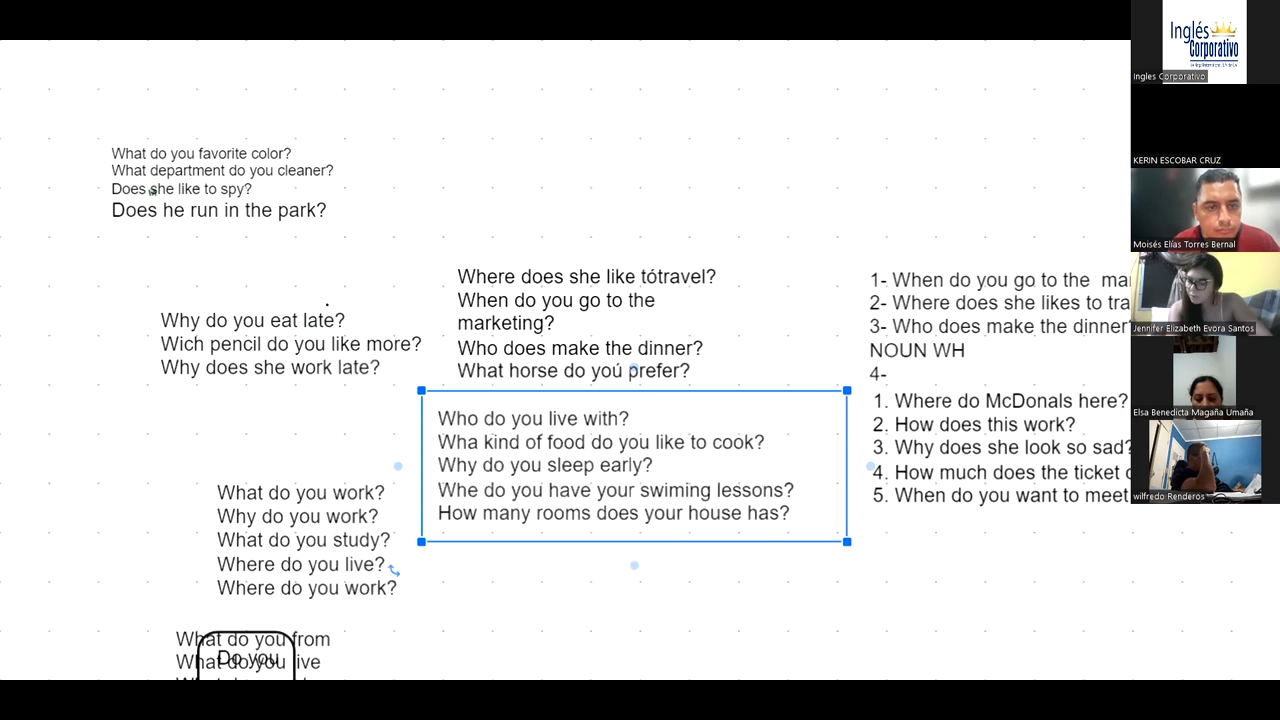 What do you favorite color?
What department do you cleaner?
Does she like to spy?
Does he run in the park?
Why do you eat late?
Wich pencil do you like more?
Why does she work late?
Where does she like tótravel?
When do you go to the
marketing?
Who does make the dinner?
What horse do yoú prefer?
Who do you live with?
Wha kind of food do you like to cook?
Why do you sleep early?
Whe do you have your swiming lessons?
How many rooms does your house has?
1- When do you go to the
2- Where does she likes to
3- Who does make the dinner
NOUN WH
4-
1. Where do McDonals here?
2. How does this work?
3. Why does she look so sad?
4. How much does the ticket
5. When do you want to meet
What do you work?
Why do you work?
What do you study?
Where do you live?
Where do you work?
What do you from
What do you live
Do you
Inglés
Corporativo
Ingles Corporativo
KERIN ESCOBAR CRUZ
Moisés Elías Torres Bernal
Jennifer Elizabeth Evora Santos
Elsa Benedicta Magaña Umaña
wilfredo Renderos